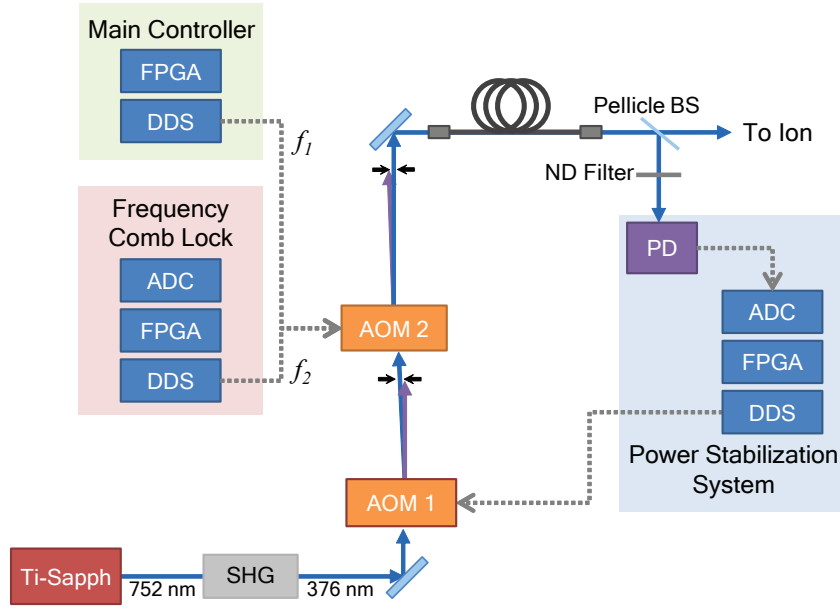 Main Controller
FPGA
DDS
f1
Frequency
Comb Lock
ADC
FPGA
DDS
f2
Pellicle BS
To Ion
ND Filter
PD
ADC
FPGA
DDS
Power Stabilization
System
AOM 2
AOM 1
Ti-Sapph
752 nm
SHG
376 nm